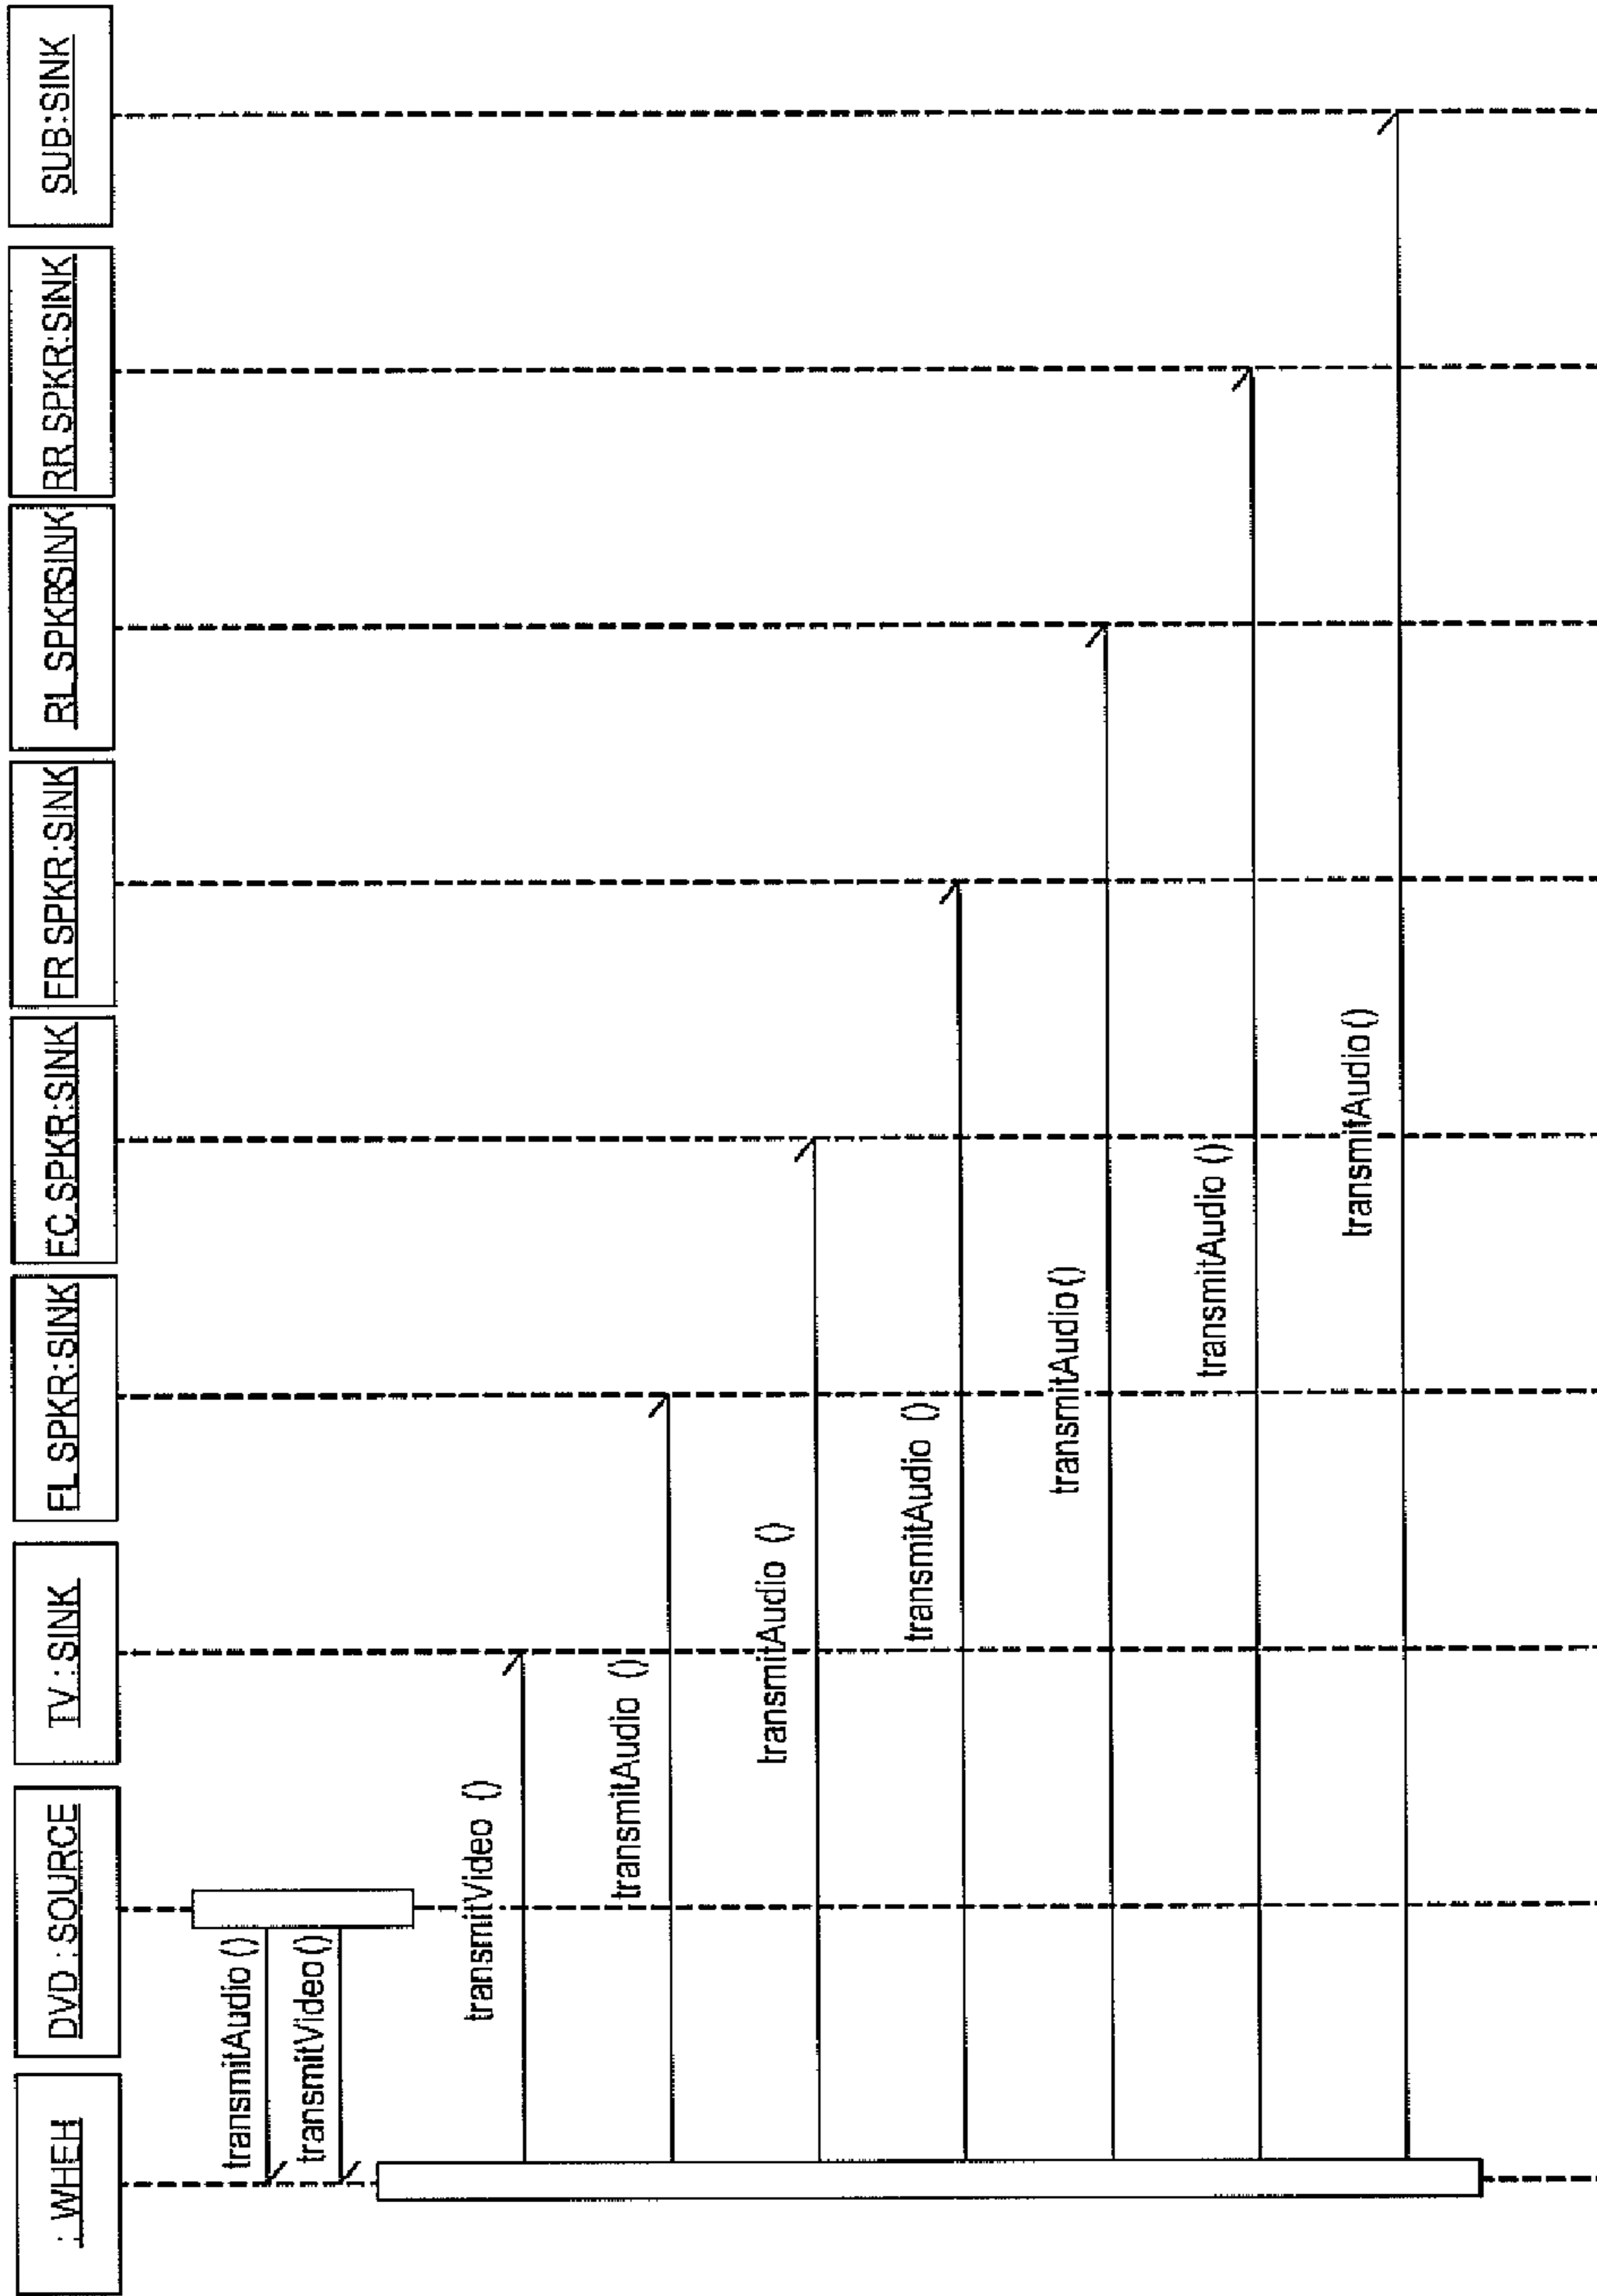 : WHEH
DVD : SOURCE
TV : SINK
FL SPKR:SINK
FC SPKR:SINK
FR SPKR:SINK
RL SPKRSINK
RR SPKR:SINK
SUB:SINK
transmitAudio ()
transmitVideo ()
transmitVideo ()
transmitAudio ()
transmitAudio ()
transmitAudio ()
transmitAudio ()
transmitAudio ()
transmitAudio ()